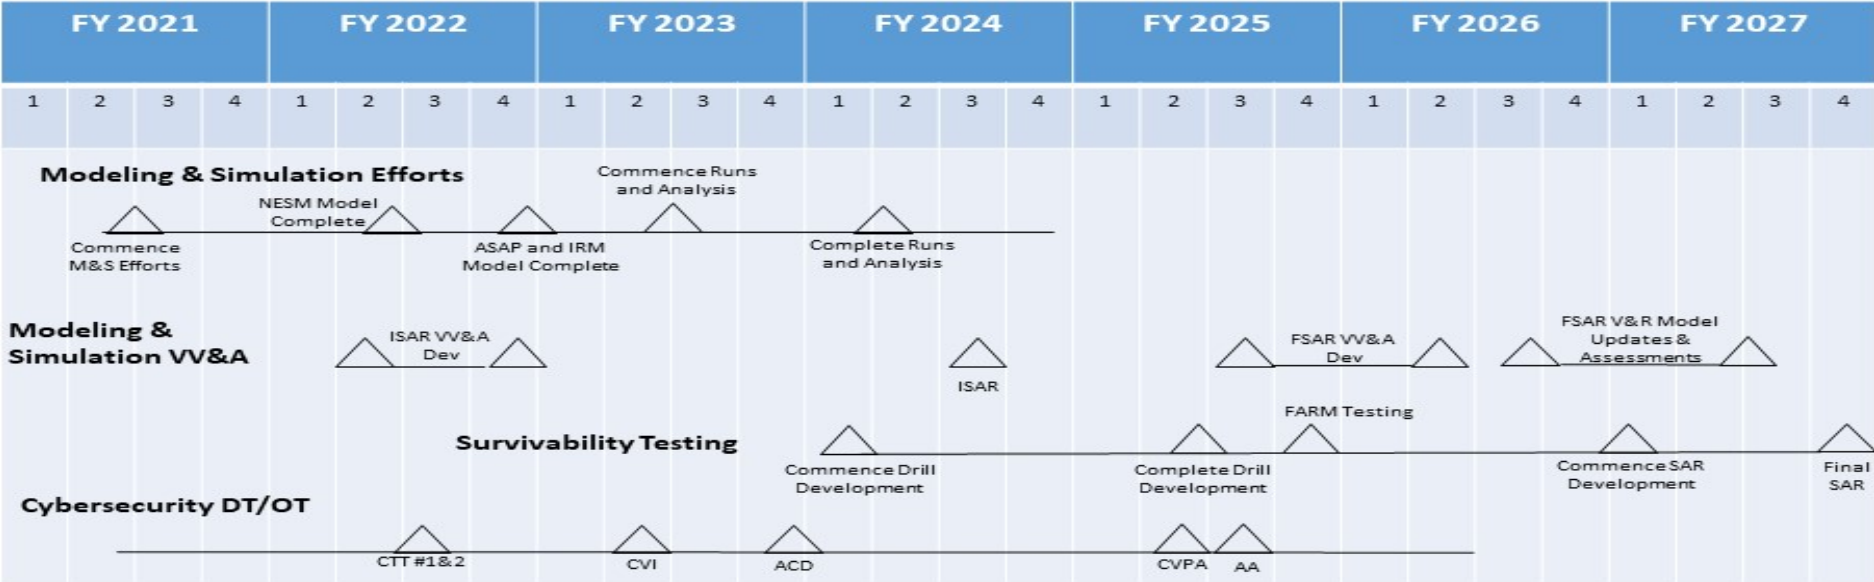 FY 2021 FY 2022 FY 2023 FY 2024 FY 2025 FY 2026 FY 2027
1 2 3 4 1 2 3 4 1 2 3 4 1 2 3 4 1 2 3 4 1 2 3 4 1 2 3 4
Modeling & Simulation Efforts
Commence M&S Efforts
NESM Model
Complete
ASAP and IRM
Model Complete
Commence Runs
and Analysis
Complete Runs
and Analysis
Modeling &
Simulation VV&A
ISAR VV&A
Dev
ISAR
FSAR VV&A
Dev
FSAR V&R Model
Updates &
Assessments
Survivability Testing
Commence Drill
Development
Complete Drill
Development
FARM Testing
Commence SAR
Development
Final
SAR
Cybersecurity DT/OT
CTT #1&2
CVI
ACD
CVPA
AA